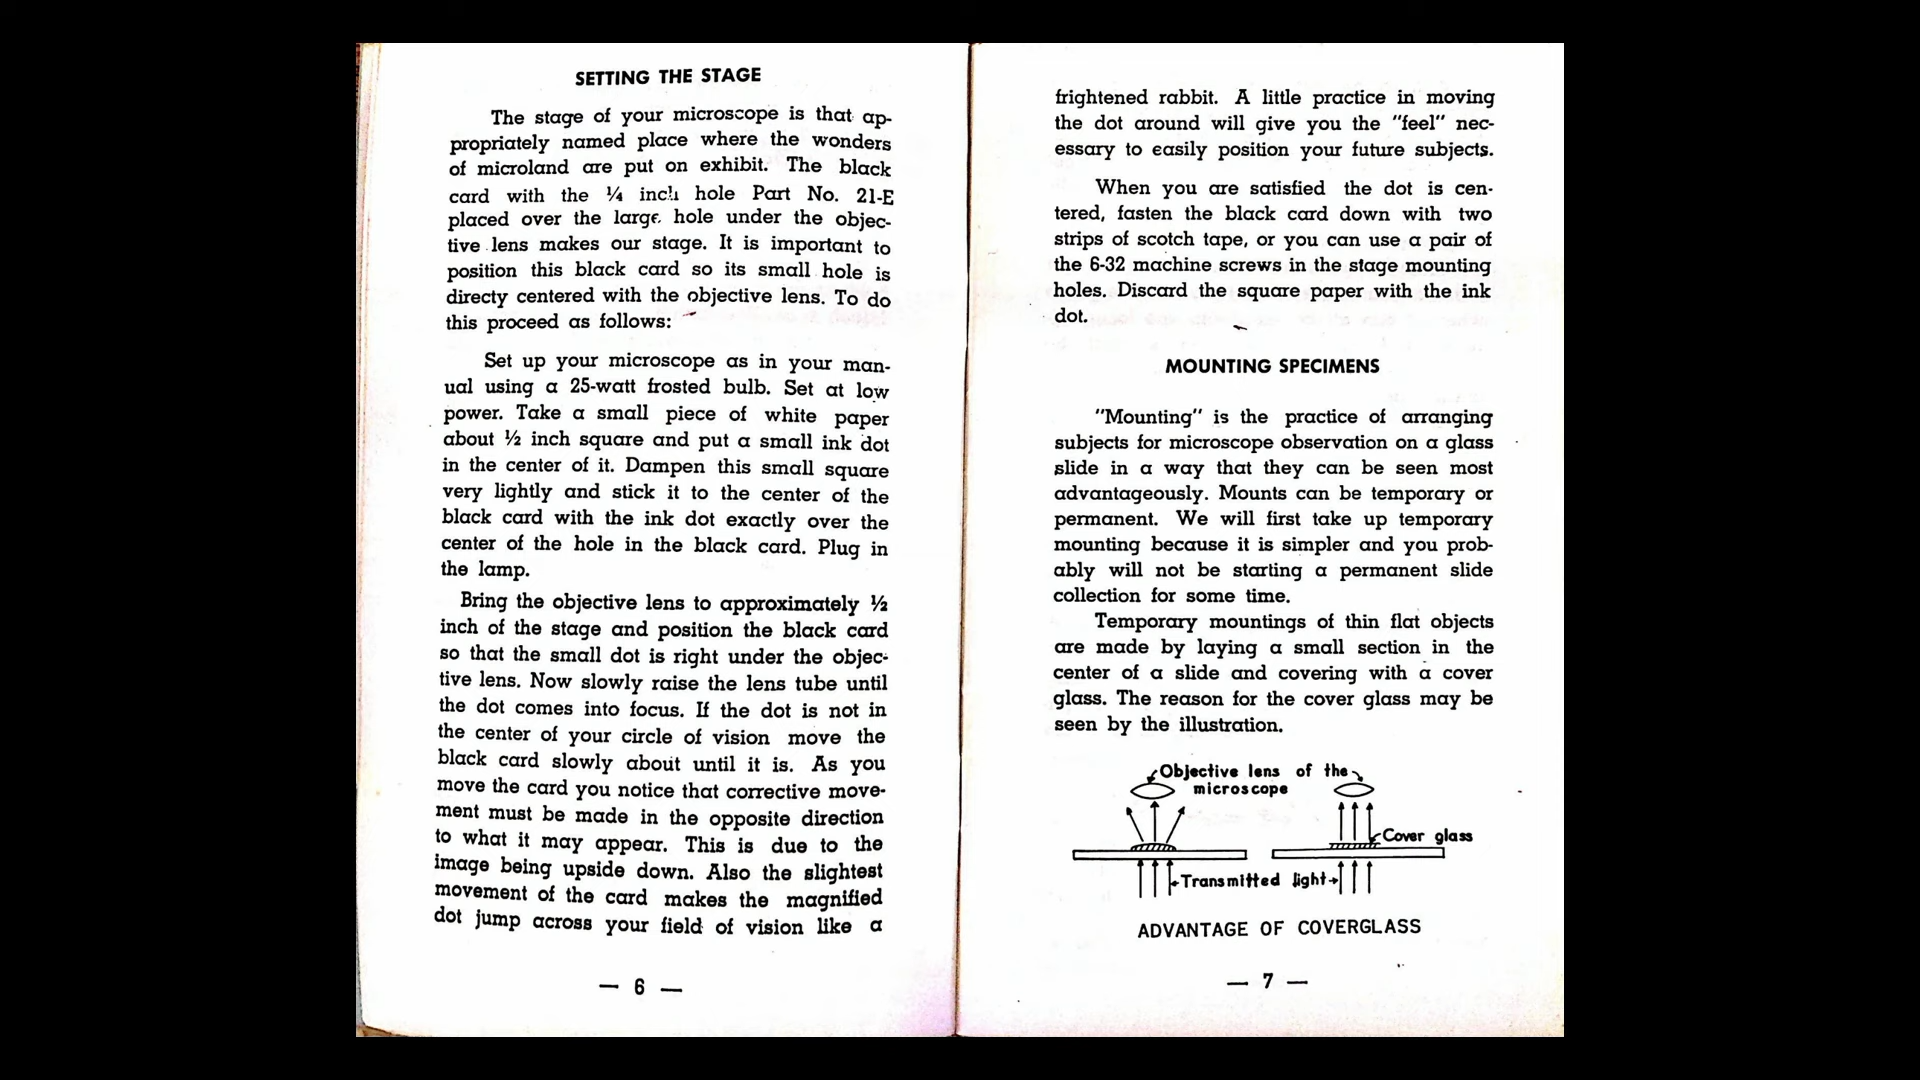 SETTING THE STAGE
The stage of your microscope is that ap-
propriately named place where the wonders
of microland are put on exhibit. The black
card with the ¼ inch hole Part No. 21-E
placed over the large hole under the objec-
tive lens makes our stage. It is important to
position this black card so its small hole is
directy centered with the objective lens. To do
this proceed as follows:
Set up your microscope as in your man-
ual using a 25-watt frosted bulb. Set at low
power. Take a small piece of white paper
about ½ inch square and put a small ink dot
in the center of it. Dampen this small square
very lightly and stick it to the center of the
black card with the ink dot exactly over the
center of the hole in the black card. Plug in
the lamp.
Bring the objective lens to approximately ½
inch of the stage and position the black card
so that the small dot is right under the objec-
tive lens. Now slowly raise the lens tube until
the dot comes into focus. If the dot is not in
the center of your circle of vision move the
black card slowly about until it is. As you
move the card you notice that corrective move-
ment must be made in the opposite direction
to what it may appear. This is due to the
image being upside down. Also the slightest
movement of the card makes the magnified
dot jump across your field of vision like a
— 6 —
frightened rabbit. A little practice in moving
the dot around will give you the "feel" nec-
essary to easily position your future subjects.
When you are satisfied the dot is cen-
tered, fasten the black card down with two
strips of scotch tape, or you can use a pair of
the 6-32 machine screws in the stage mounting
holes. Discard the square paper with the ink
dot.
MOUNTING SPECIMENS
"Mounting" is the practice of arranging
subjects for microscope observation on a glass
slide in a way that they can be seen most
advantageously. Mounts can be temporary or
permanent. We will first take up temporary
mounting because it is simpler and you prob-
ably will not be starting a permanent slide
collection for some time.
Temporary mountings of thin flat objects
are made by laying a small section in the
center of a slide and covering with a cover
glass. The reason for the cover glass may be
seen by the illustration.
Objective lens of the
microscope
Cover glass
Transmitted light
ADVANTAGE OF COVERGLASS
— 7 —